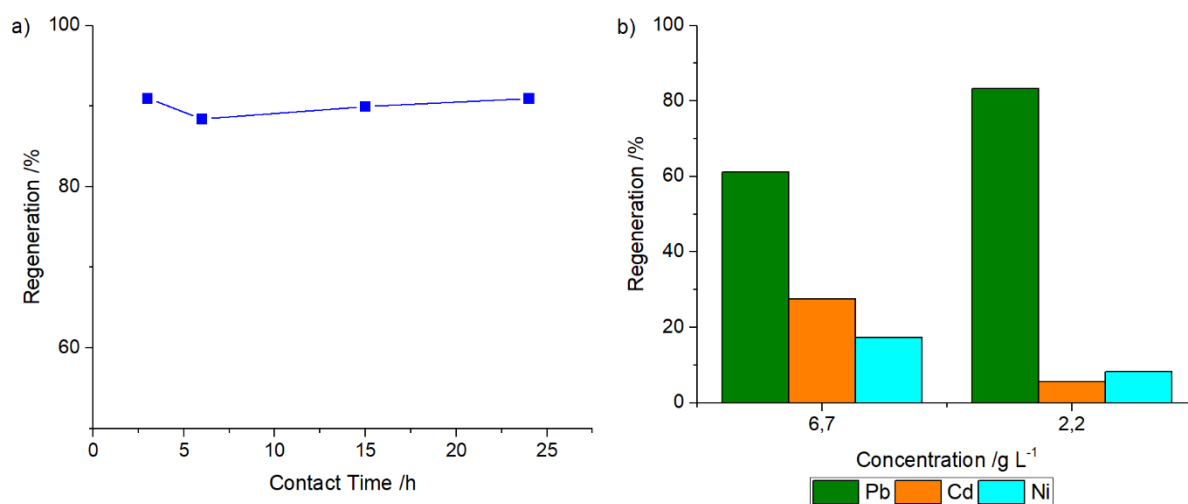 a)
100
80
60
Regeneration /%
0 5 10 15 20 25
Contact Time /h
b)
100
80
60
40
20
0
Regeneration /%
6,7 2,2
Concentration /g L⁻¹
Pb Cd Ni